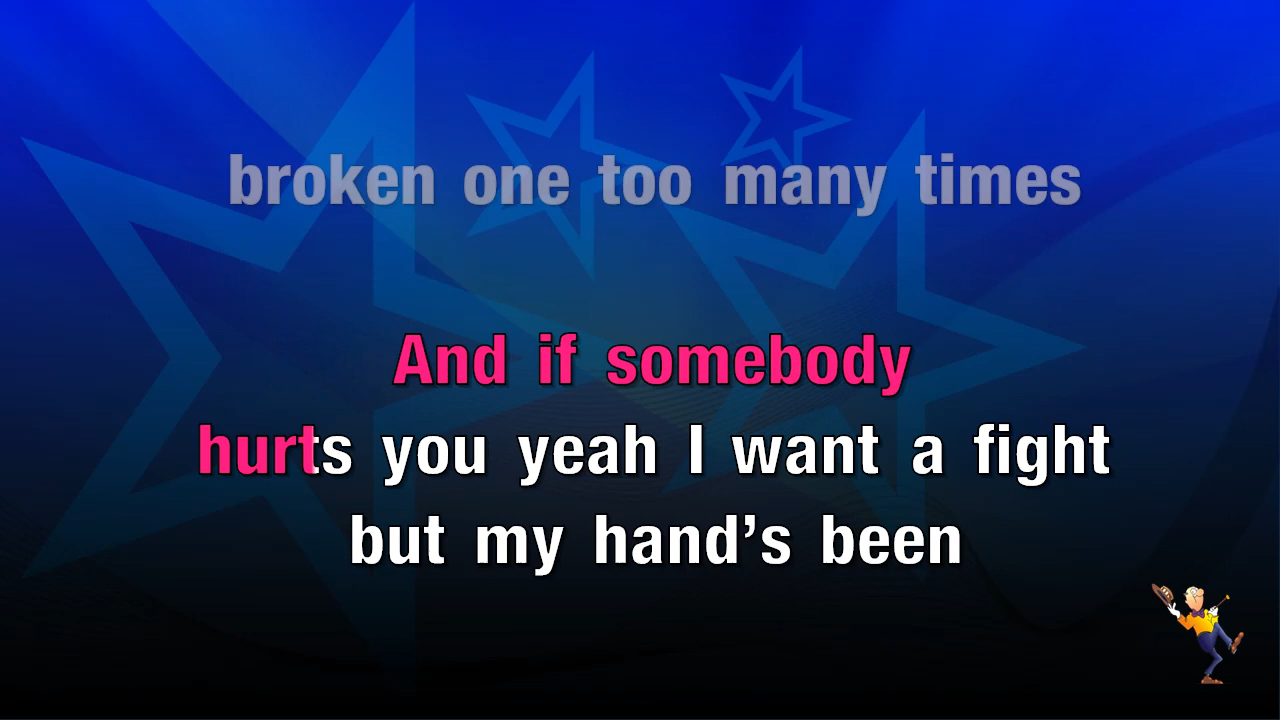 broken one too many times
And if somebody
hurts you yeah I want a fight
but my hand’s been